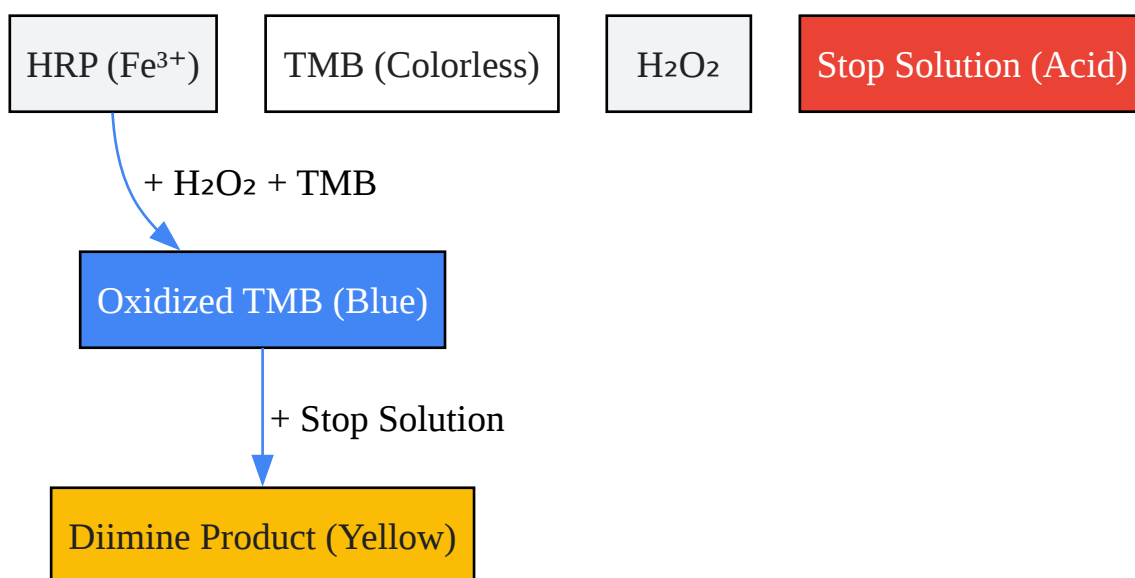 HRP (Fe³⁺)
TMB (Colorless)
H₂O₂
Stop Solution (Acid)
+ H₂O₂ + TMB
Oxidized TMB (Blue)
+ Stop Solution
Diimine Product (Yellow)